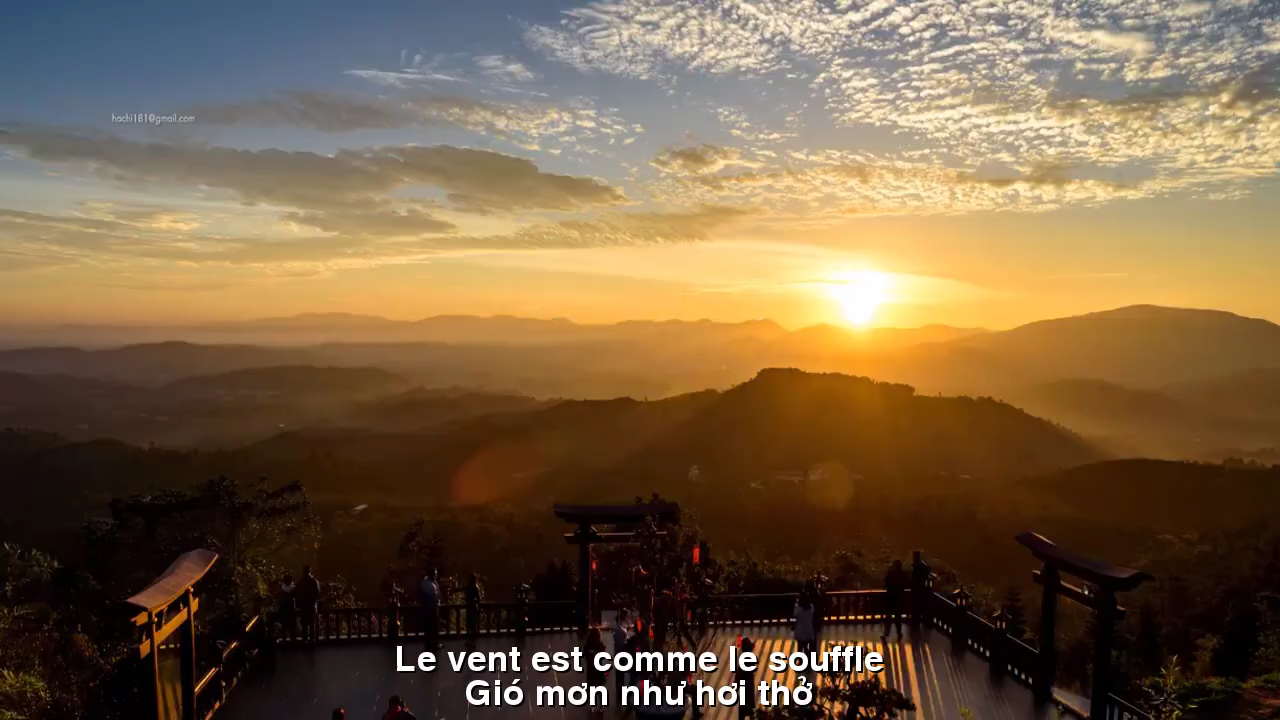 hachi181@gmail.com
Le vent est comme le souffle
Gió mơn như hơi thở